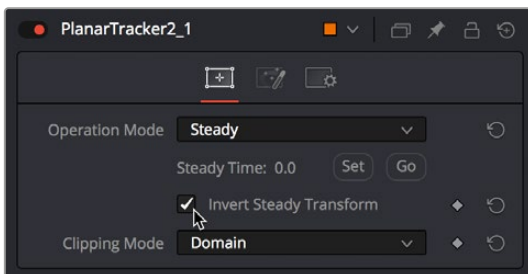 PlanarTracker2_1
Operation Mode Steady
Steady Time: 0.0 Set Go
Invert Steady Transform
Clipping Mode Domain